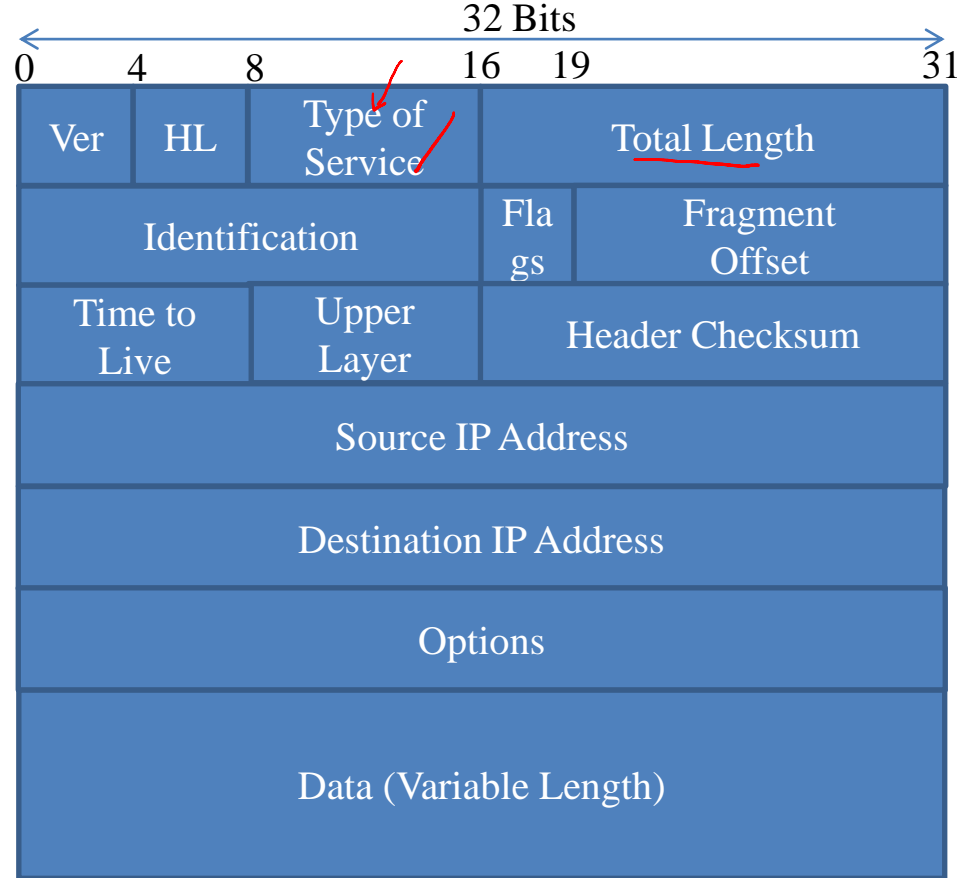 32 Bits
0 4 8 16 19 31
Ver HL Type of Service Total Length
Identification Fla gs Fragment Offset
Time to Live Upper Layer Header Checksum
Source IP Address
Destination IP Address
Options
Data (Variable Length)